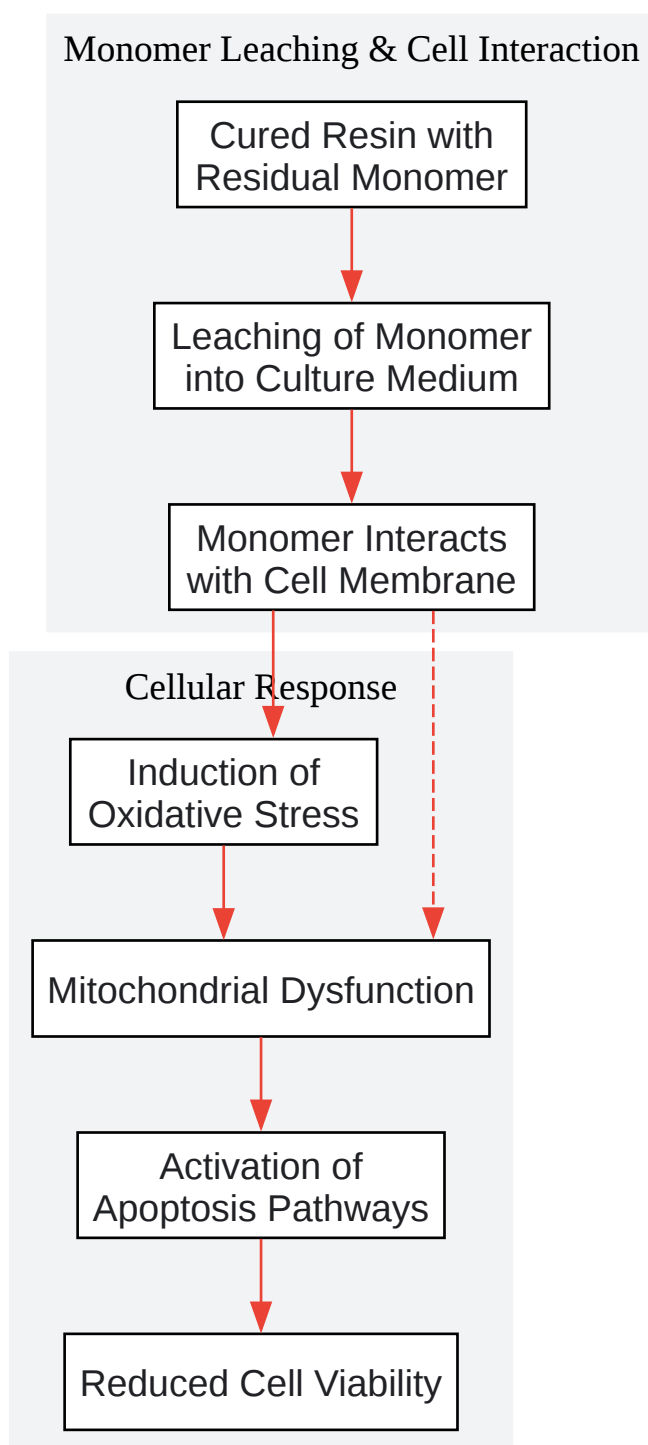 Monomer Leaching & Cell Interaction
Cured Resin with
Residual Monomer
Leaching of Monomer
into Culture Medium
Monomer Interacts
with Cell Membrane
Cellular Response
Induction of
Oxidative Stress
Mitochondrial Dysfunction
Activation of
Apoptosis Pathways
Reduced Cell Viability